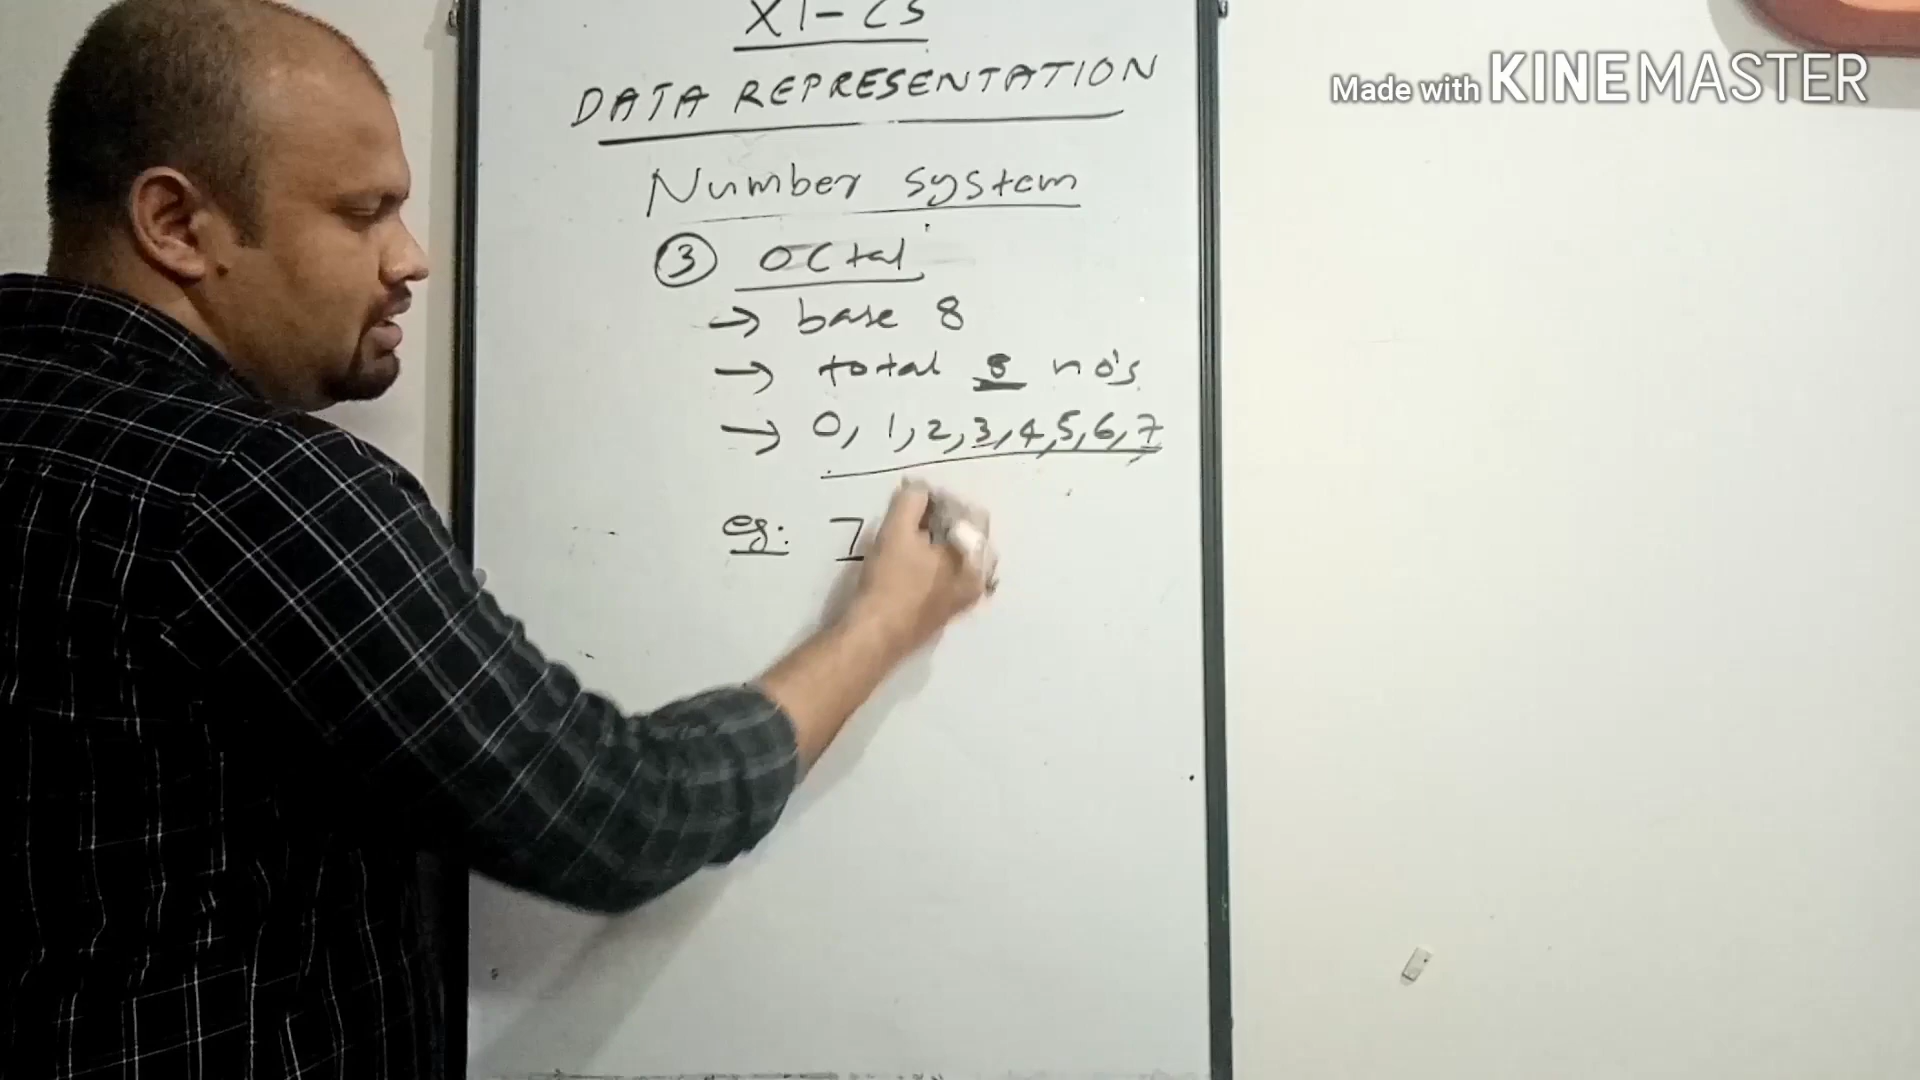 XI-CS
DATA REPRESENTATION
Made with KINEMASTER
Number system
③ Octal
→ base 8
→ total 8 no's
→ 0, 1, 2, 3, 4, 5, 6, 7
eg: 7